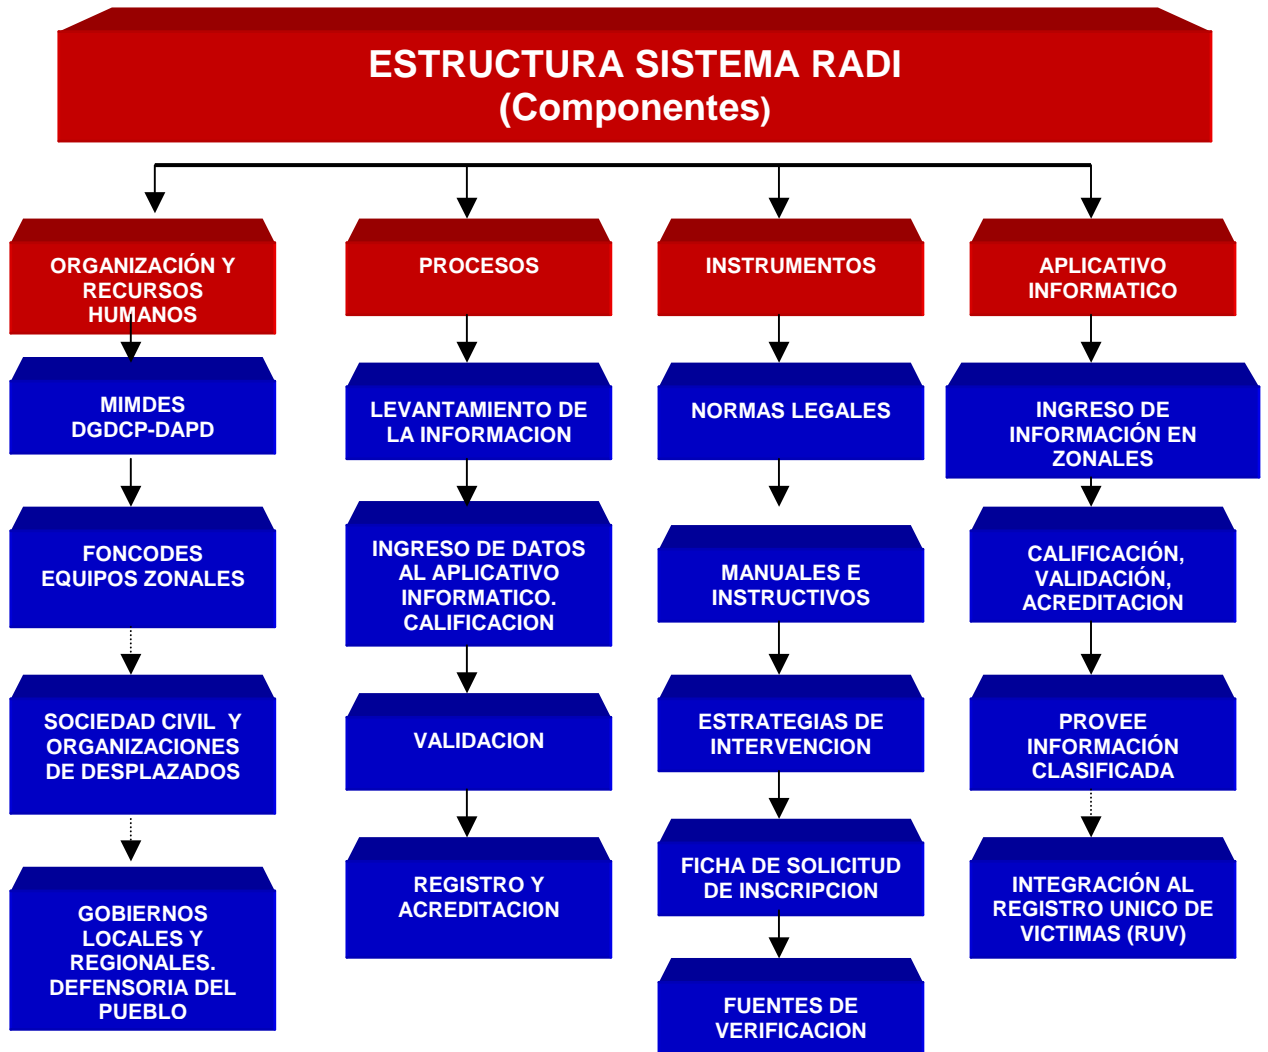 ESTRUCTURA SISTEMA RADI
(Componentes)
ORGANIZACIÓN Y
RECURSOS
HUMANOS
MIMDES
DGDCP-DAPD
FONCODES
EQUIPOS ZONALES
SOCIEDAD CIVIL Y
ORGANIZACIONES
DE DESPLAZADOS
GOBIERNOS
LOCALES Y
REGIONALES.
DEFENSORIA DEL
PUEBLO
PROCESOS
LEVANTAMIENTO DE
LA INFORMACION
INGRESO DE DATOS
AL APLICATIVO
INFORMATICO.
CALIFICACION
VALIDACION
REGISTRO Y
ACREDITACION
INSTRUMENTOS
NORMAS LEGALES
MANUALES E
INSTRUCTIVOS
ESTRATEGIAS DE
INTERVENCION
FICHA DE SOLICITUD
DE INSCRIPCION
FUENTES DE
VERIFICACION
APLICATIVO
INFORMATICO
INGRESO DE
INFORMACIÓN EN
ZONALES
CALIFICACIÓN,
VALIDACIÓN,
ACREDITACION
PROVEE
INFORMACIÓN
CLASIFICADA
INTEGRACIÓN AL
REGISTRO UNICO DE
VICTIMAS (RUV)